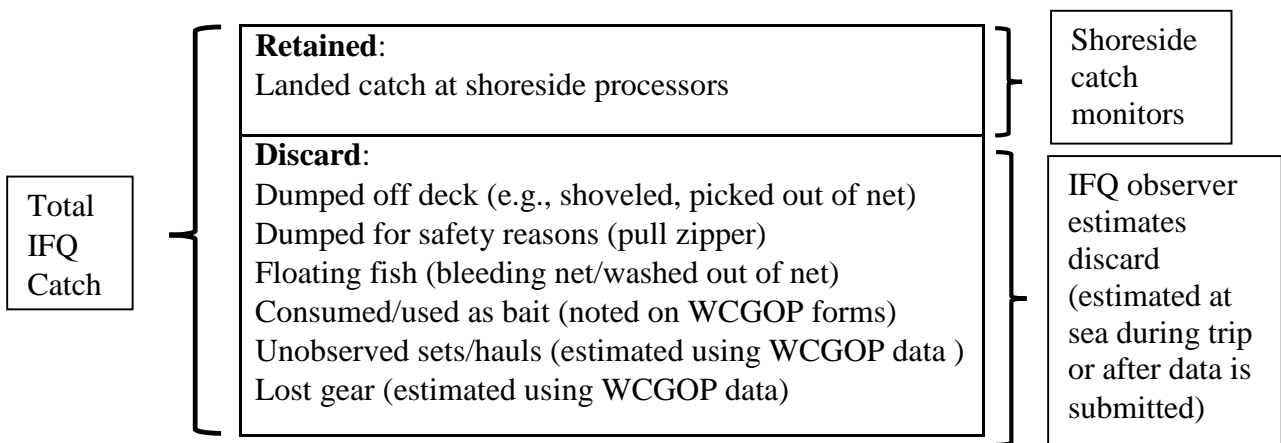 Total
IFQ
Catch
Retained:
Landed catch at shoreside processors
Discard:
Dumped off deck (e.g., shoveled, picked out of net)
Dumped for safety reasons (pull zipper)
Floating fish (bleeding net/washed out of net)
Consumed/used as bait (noted on WCGOP forms)
Unobserved sets/hauls (estimated using WCGOP data )
Lost gear (estimated using WCGOP data)
Shoreside
catch
monitors
IFQ observer
estimates
discard
(estimated at
sea during trip
or after data is
submitted)